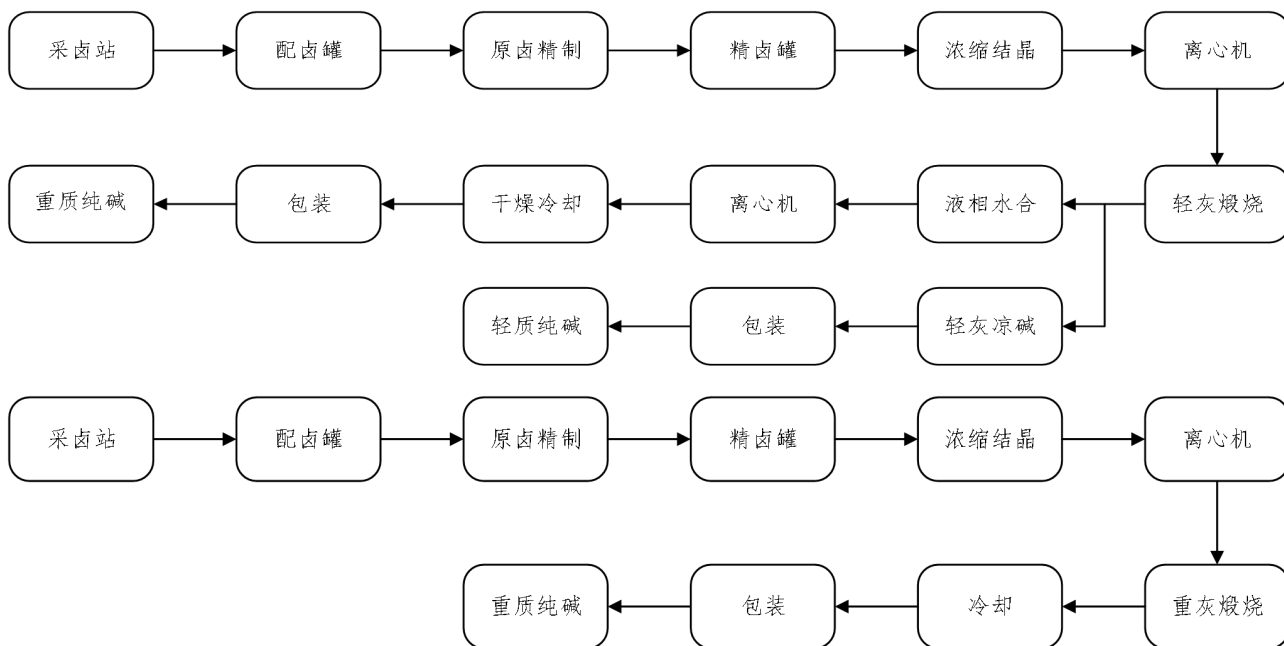 采卤站 配卤罐 原卤精制 精卤罐 浓缩结晶 离心机
重质纯碱 包装 干燥冷却 离心机 液相水合 轻灰煅烧
轻质纯碱 包装 轻灰凉碱
采卤站 配卤罐 原卤精制 精卤罐 浓缩结晶 离心机
重质纯碱 包装 冷却 重灰煅烧